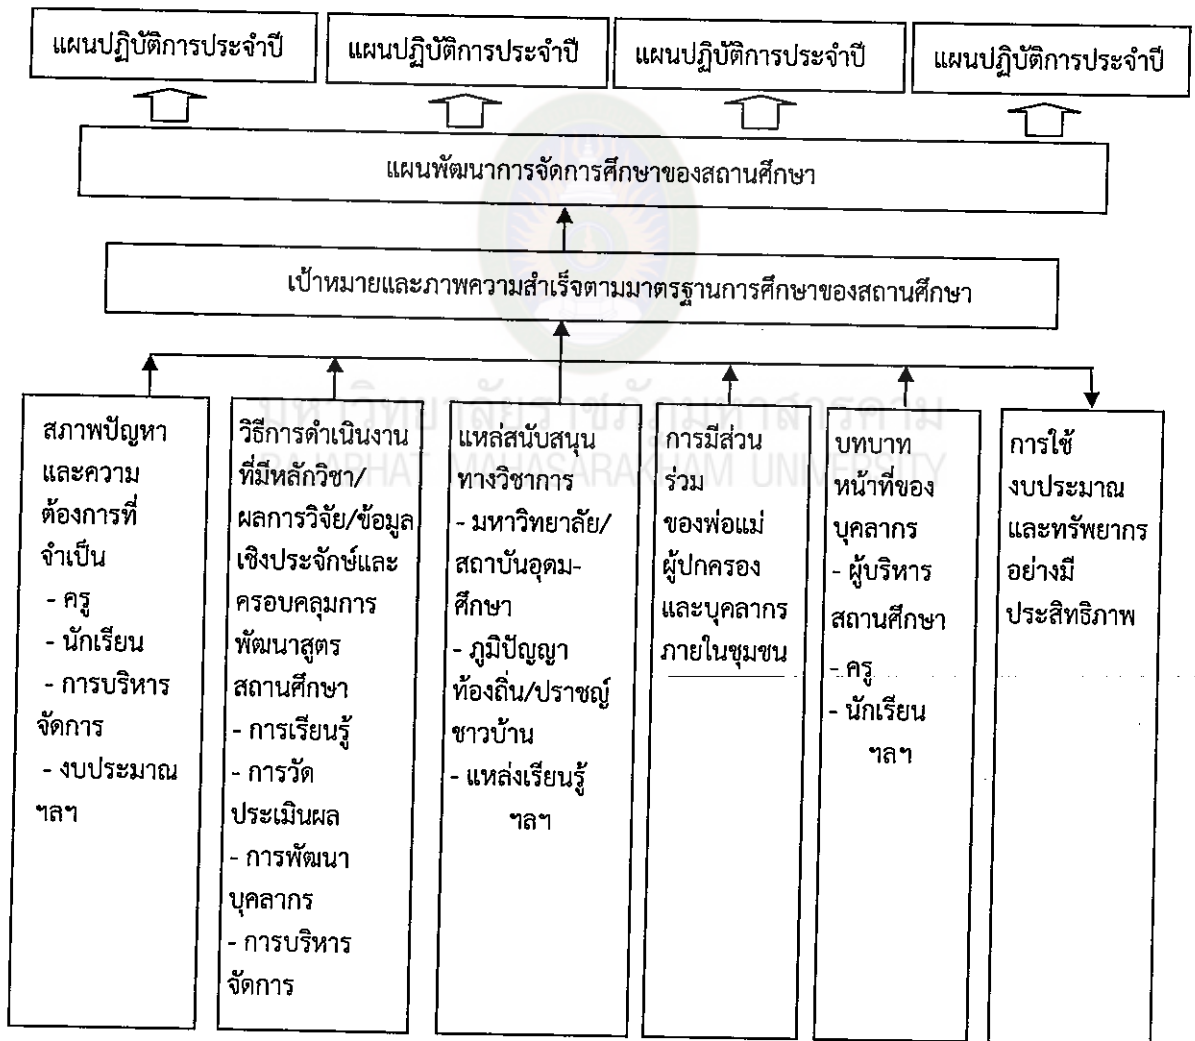 แผนปฏิบัติการประจำปี
แผนปฏิบัติการประจำปี
แผนปฏิบัติการประจำปี
แผนปฏิบัติการประจำปี
แผนพัฒนาการจัดการศึกษาของสถานศึกษา
เป้าหมายและภาพความสำเร็จตามมาตรฐานการศึกษาของสถานศึกษา
มหาวิทยาลัยราชภัฏมหาสารคาม
RAJABHAT MAHASARAKHAM UNIVERSITY
สภาพปัญหา
และความ
ต้องการที่
จำเป็น
- ครู
- นักเรียน
- การบริหาร
จัดการ
- งบประมาณ
ฯลฯ
วิธีการดำเนินงาน
ที่มีหลักวิชา/
ผลการวิจัย/ข้อมูล
เชิงประจักษ์และ
ครอบคลุมการ
พัฒนาสูตร
สถานศึกษา
- การเรียนรู้
- การวัด
ประเมินผล
- การพัฒนา
บุคลากร
- การบริหาร
จัดการ
แหล่สนับสนุน
ทางวิชาการ
- มหาวิทยาลัย/
สถาบันอุดม-
ศึกษา
- ภูมิปัญญา
ท้องถิ่น/ปราชญ์
ชาวบ้าน
- แหล่งเรียนรู้
ฯลฯ
การมีส่วน
ร่วม
ของพ่อแม่
ผู้ปกครอง
และบุคลากร
ภายในชุมชน
บทบาท
หน้าที่ของ
บุคลากร
- ผู้บริหาร
สถานศึกษา
- ครู
- นักเรียน
ฯลฯ
การใช้
งบประมาณ
และทรัพยากร
อย่างมี
ประสิทธิภาพ